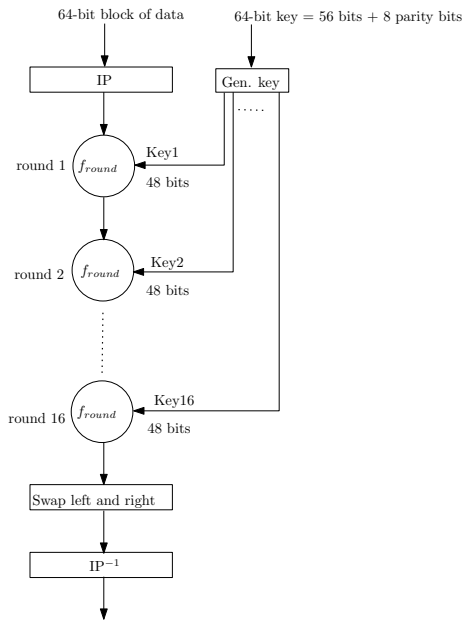 64-bit block of data
64-bit key = 56 bits + 8 parity bits
IP
Gen. key
.....
Key1
round 1
f_round
48 bits
Key2
round 2
f_round
48 bits
Key16
round 16
f_round
48 bits
Swap left and right
IP⁻¹